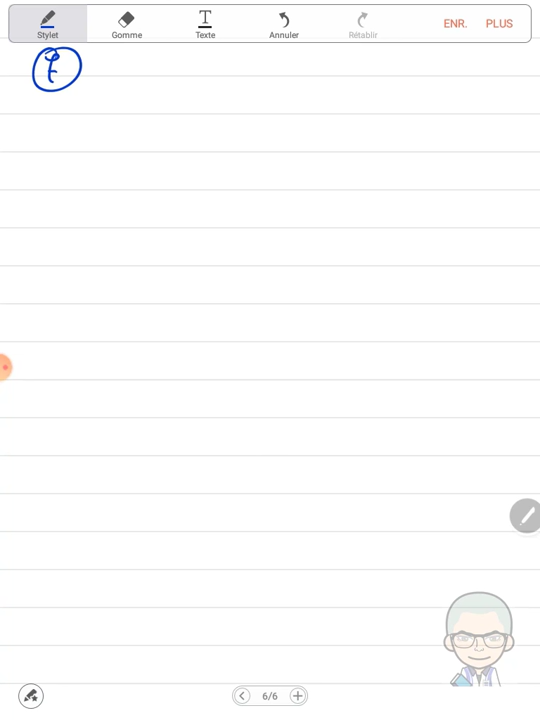 Stylet
Gomme
Texte
Annuler
Rétablir
ENR.
PLUS
6/6